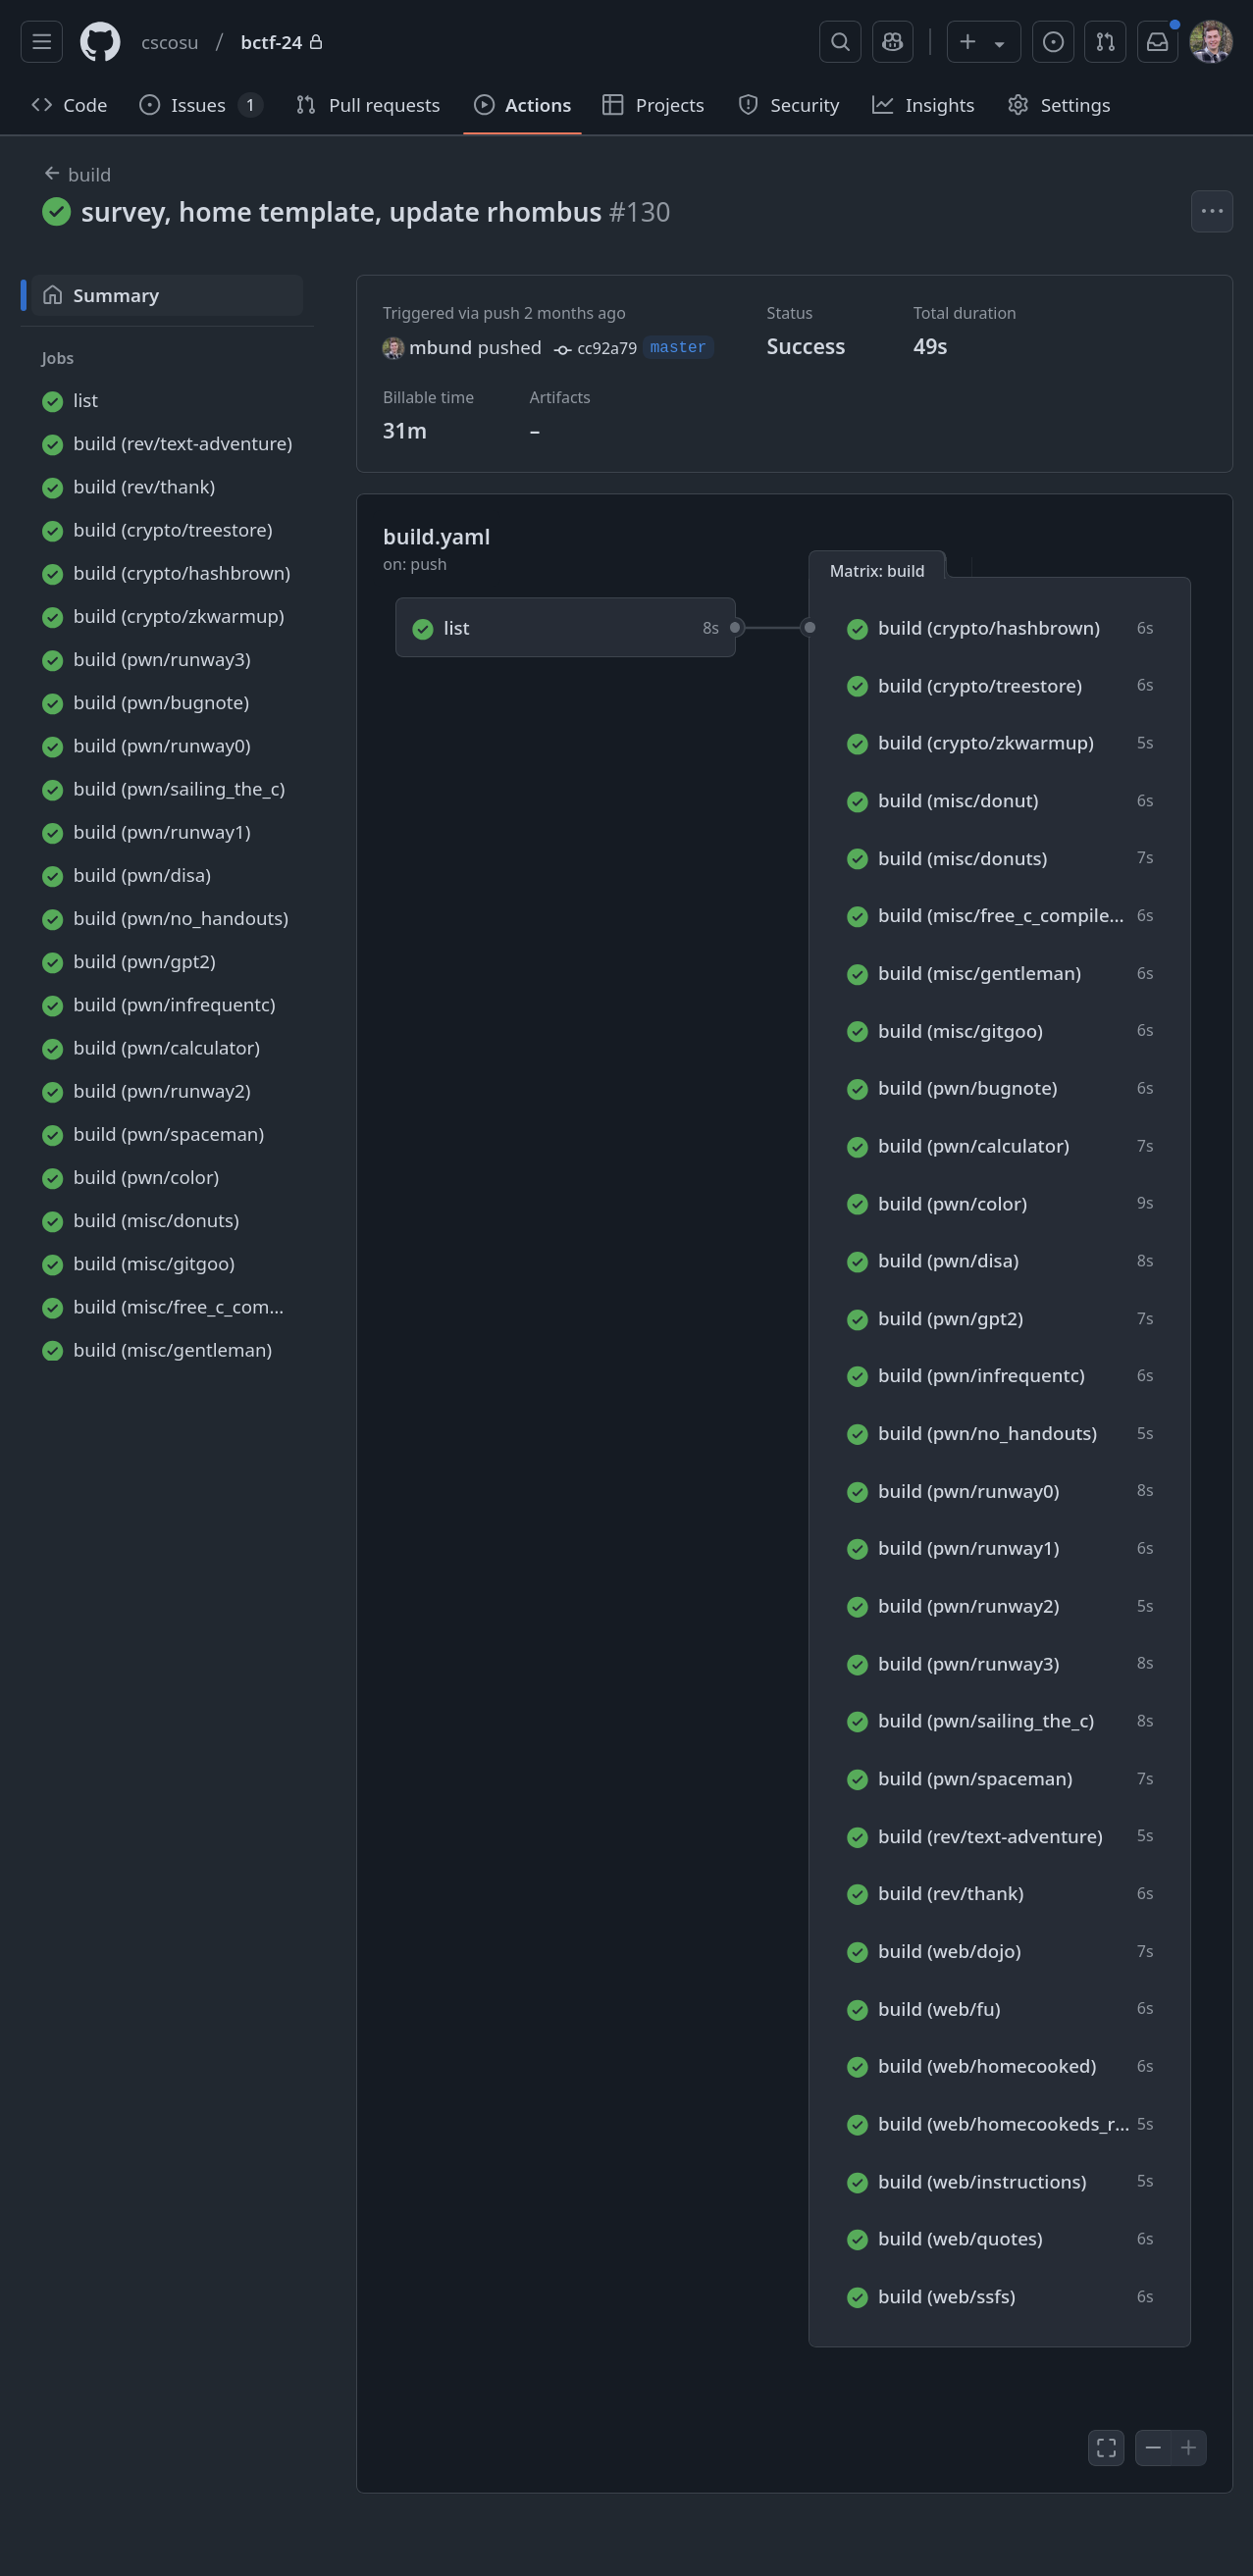 cscosu / bctf-24
Code Issues 1 Pull requests Actions Projects Security Insights Settings
build
survey, home template, update rhombus #130
Summary
Jobs
list
build (rev/text-adventure)
build (rev/thank)
build (crypto/treestore)
build (crypto/hashbrown)
build (crypto/zkwarmup)
build (pwn/runway3)
build (pwn/bugnote)
build (pwn/runway0)
build (pwn/sailing_the_c)
build (pwn/runway1)
build (pwn/disa)
build (pwn/no_handouts)
build (pwn/gpt2)
build (pwn/infrequentc)
build (pwn/calculator)
build (pwn/runway2)
build (pwn/spaceman)
build (pwn/color)
build (misc/donuts)
build (misc/gitgoo)
build (misc/free_c_com...
build (misc/gentleman)
Triggered via push 2 months ago
mbund pushed cc92a79 master
Status
Success
Total duration
49s
Billable time
31m
Artifacts
–
build.yaml
on: push
list 8s
Matrix: build
build (crypto/hashbrown) 6s
build (crypto/treestore) 6s
build (crypto/zkwarmup) 5s
build (misc/donut) 6s
build (misc/donuts) 7s
build (misc/free_c_compile... 6s
build (misc/gentleman) 6s
build (misc/gitgoo) 6s
build (pwn/bugnote) 6s
build (pwn/calculator) 7s
build (pwn/color) 9s
build (pwn/disa) 8s
build (pwn/gpt2) 7s
build (pwn/infrequentc) 6s
build (pwn/no_handouts) 5s
build (pwn/runway0) 8s
build (pwn/runway1) 6s
build (pwn/runway2) 5s
build (pwn/runway3) 8s
build (pwn/sailing_the_c) 8s
build (pwn/spaceman) 7s
build (rev/text-adventure) 5s
build (rev/thank) 6s
build (web/dojo) 7s
build (web/fu) 6s
build (web/homecooked) 6s
build (web/homecookeds_r... 5s
build (web/instructions) 5s
build (web/quotes) 6s
build (web/ssfs) 6s